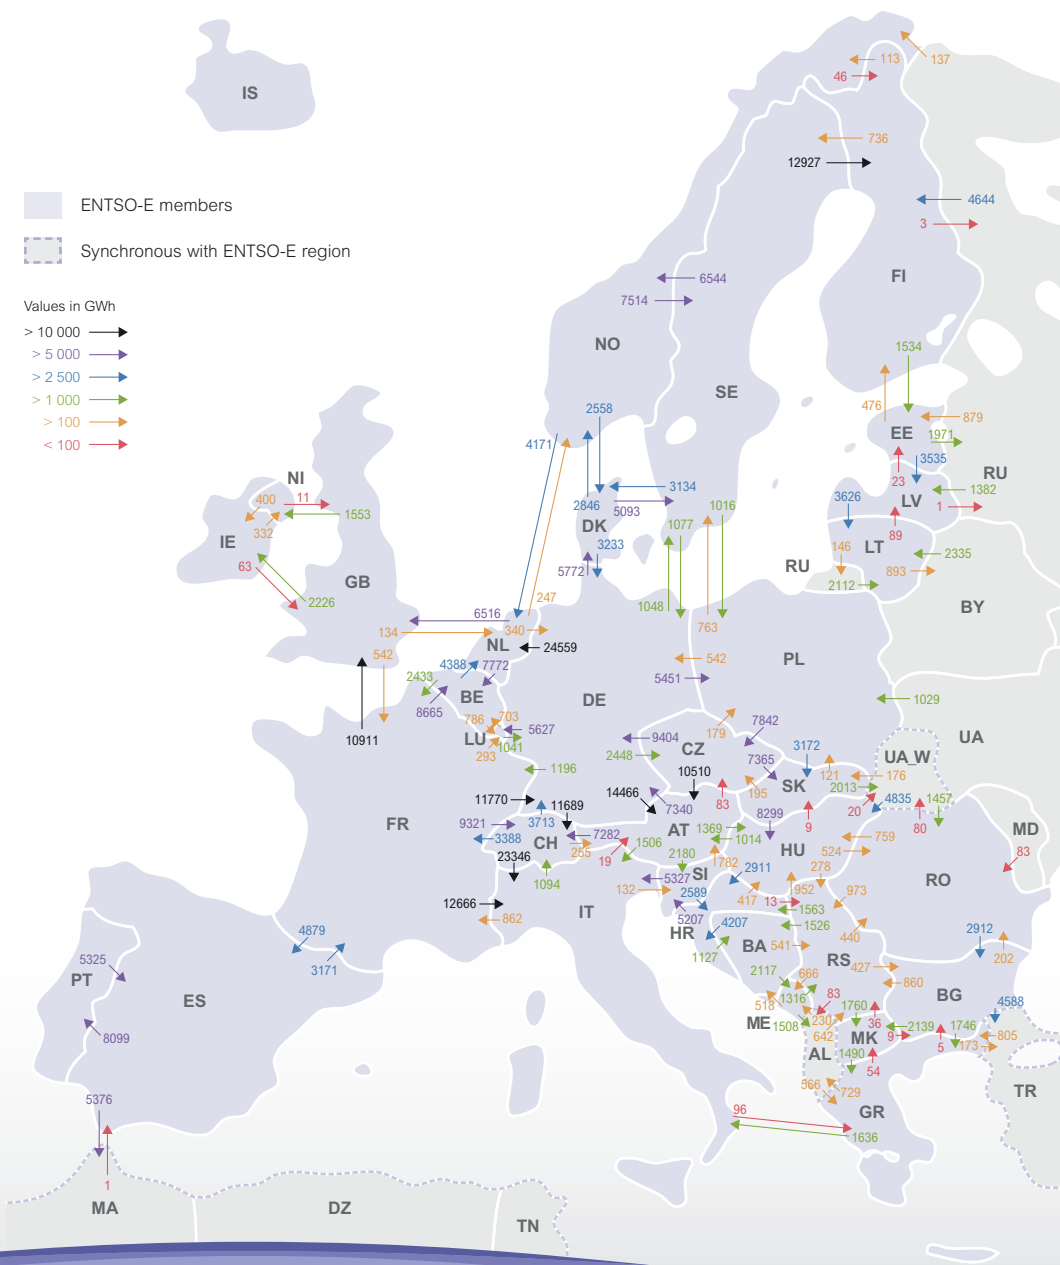 IS
137
113
46
736
12927
ENTSO-E members
4644
3
Synchronous with ENTSO-E region
FI
6544
7514
Values in GWh
> 10 000
> 5 000
> 2 500
> 1 000
> 100
< 100
NO
1534
SE
476
2558
879
4171
EE
1971
3535
RU
NI
23
3134
1382
400
11
3626
LV
2846
5093
1016
1
1553
DK
1077
332
89
IE
3233
146
LT
2335
63
5772
RU
893
GB
2112
2226
247
1048
BY
6516
134
340
763
NL
24559
542
PL
542
4388
7772
2433
5451
BE
DE
1029
8665
786
703
7842
5627
179
LU
9404
UA
1041
3172
293
CZ
2448
7365
UA_W
1196
10510
SK
121
176
195
2013
14466
11770
11689
7340
83
20
4835
1457
3713
8299
9
80
9321
FR
7282
AT
1369
MD
3388
CH
1014
759
255
1506
HU
524
83
23346
19
2180
782
278
SI
2911
1094
5327
RO
132
2589
952
417
973
12666
13
IT
1563
862
5207
4207
1526
HR
440
4879
2912
BA
541
1127
RS
202
3171
5325
427
2117
666
PT
860
83
ES
518
1316
BG
4588
1760
ME
1508
230
36
8099
642
2139
1746
MK
9
805
AL
1490
5
173
54
566
729
TR
5376
GR
96
1636
1
MA
DZ
TN